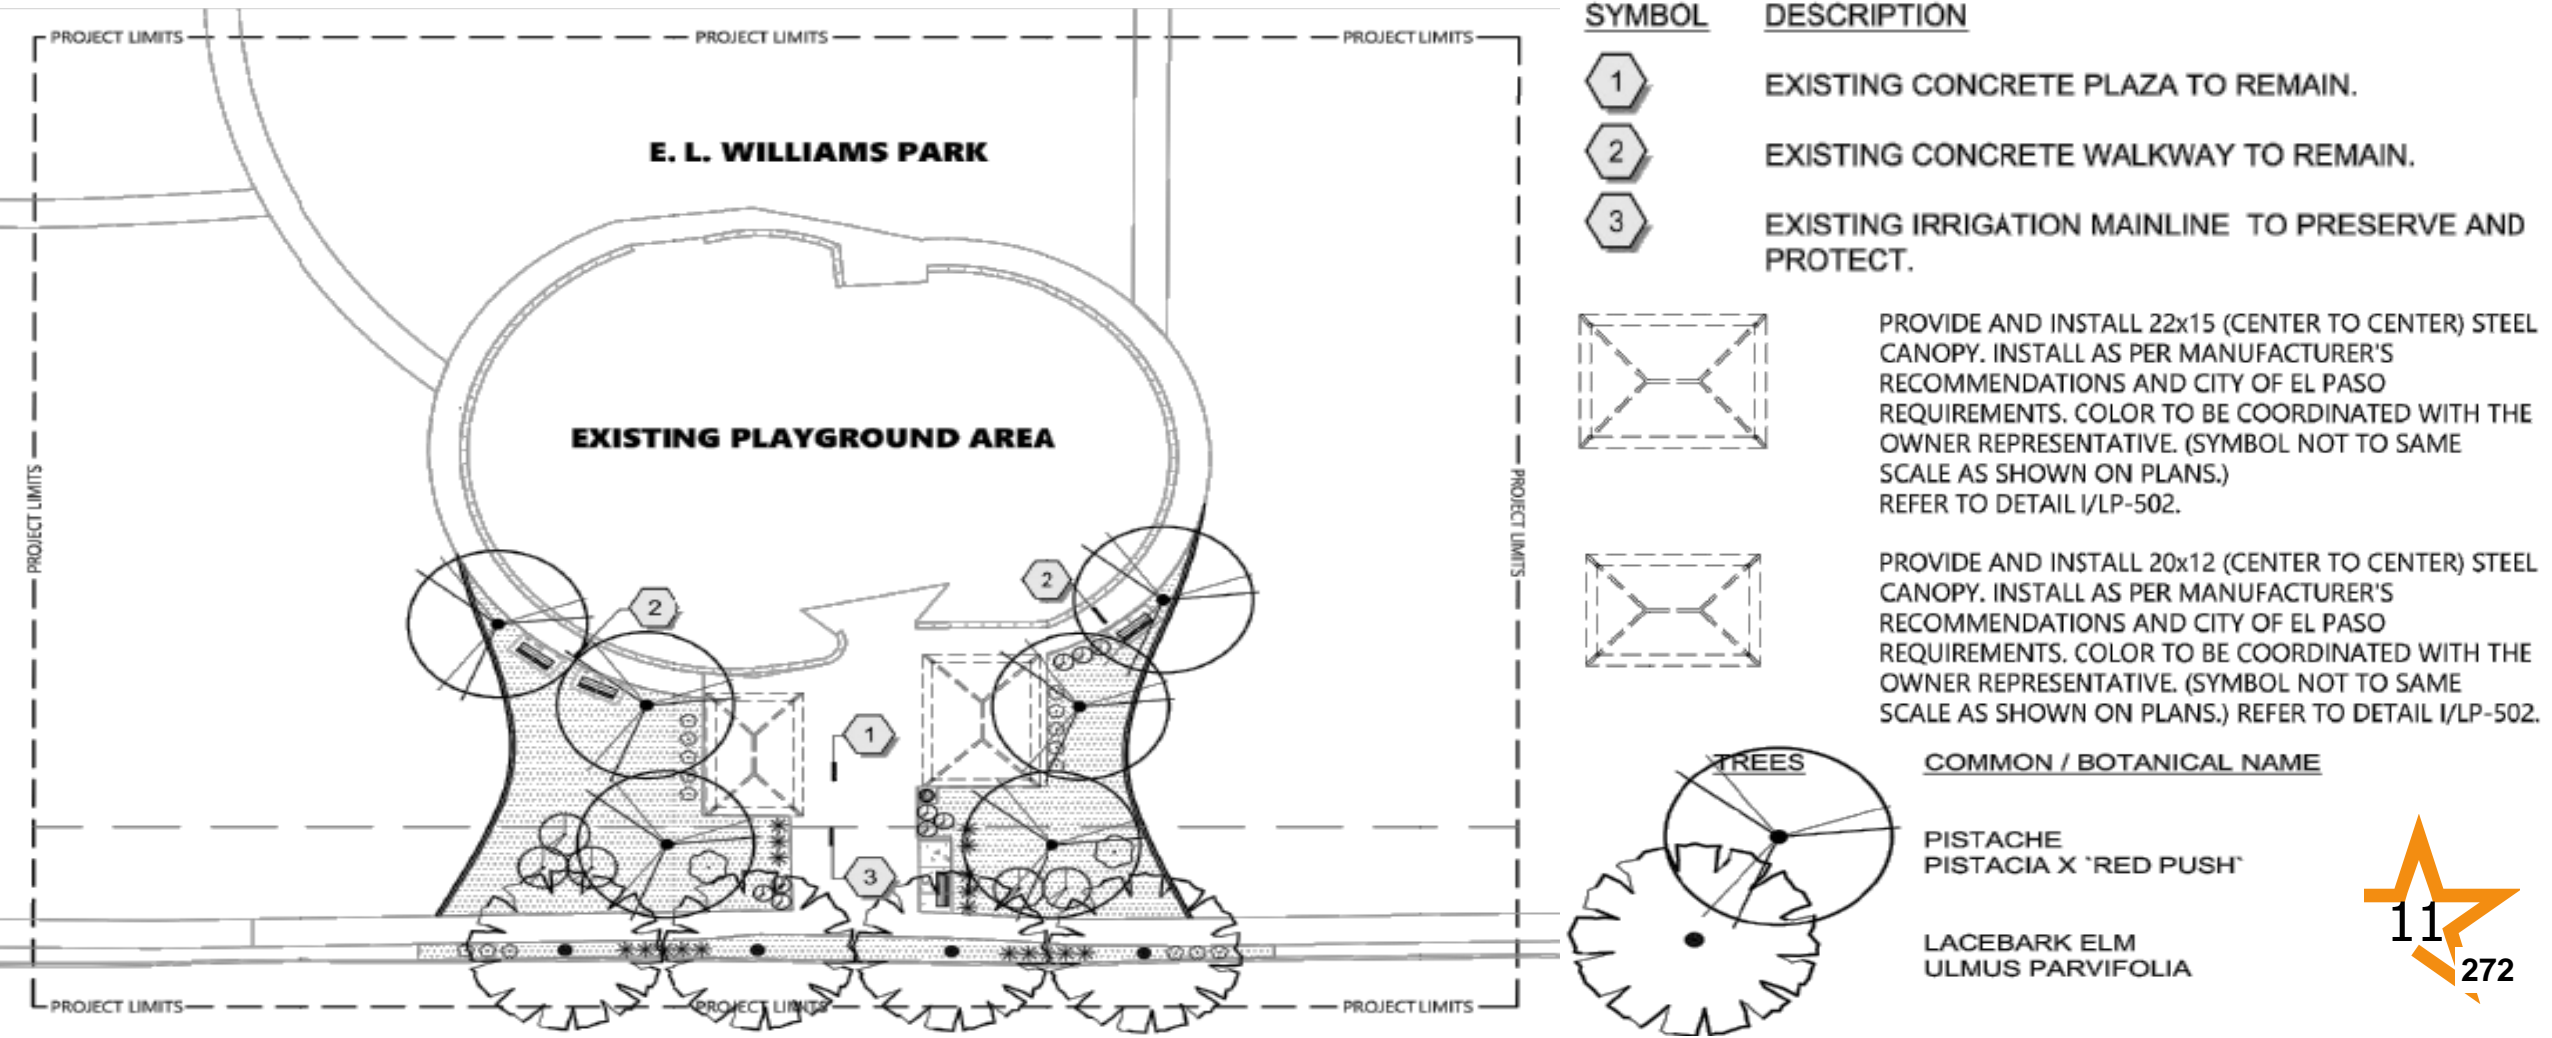 PROJECT LIMITS
PROJECT LIMITS
PROJECT LIMITS
E. L. WILLIAMS PARK
EXISTING PLAYGROUND AREA
PROJECT LIMITS
PROJECT LIMITS
2
2
1
3
PROJECT LIMITS
PROJECT LIMITS
PROJECT LIMITS
SYMBOL DESCRIPTION
1 EXISTING CONCRETE PLAZA TO REMAIN.
2 EXISTING CONCRETE WALKWAY TO REMAIN.
3 EXISTING IRRIGATION MAINLINE TO PRESERVE AND
PROTECT.
PROVIDE AND INSTALL 22x15 (CENTER TO CENTER) STEEL
CANOPY. INSTALL AS PER MANUFACTURER'S
RECOMMENDATIONS AND CITY OF EL PASO
REQUIREMENTS. COLOR TO BE COORDINATED WITH THE
OWNER REPRESENTATIVE. (SYMBOL NOT TO SAME
SCALE AS SHOWN ON PLANS.)
REFER TO DETAIL I/LP-502.
PROVIDE AND INSTALL 20x12 (CENTER TO CENTER) STEEL
CANOPY. INSTALL AS PER MANUFACTURER'S
RECOMMENDATIONS AND CITY OF EL PASO
REQUIREMENTS. COLOR TO BE COORDINATED WITH THE
OWNER REPRESENTATIVE. (SYMBOL NOT TO SAME
SCALE AS SHOWN ON PLANS.) REFER TO DETAIL I/LP-502.
TREES COMMON / BOTANICAL NAME
PISTACHE
PISTACIA X `RED PUSH`
LACEBARK ELM
ULMUS PARVIFOLIA
11
272